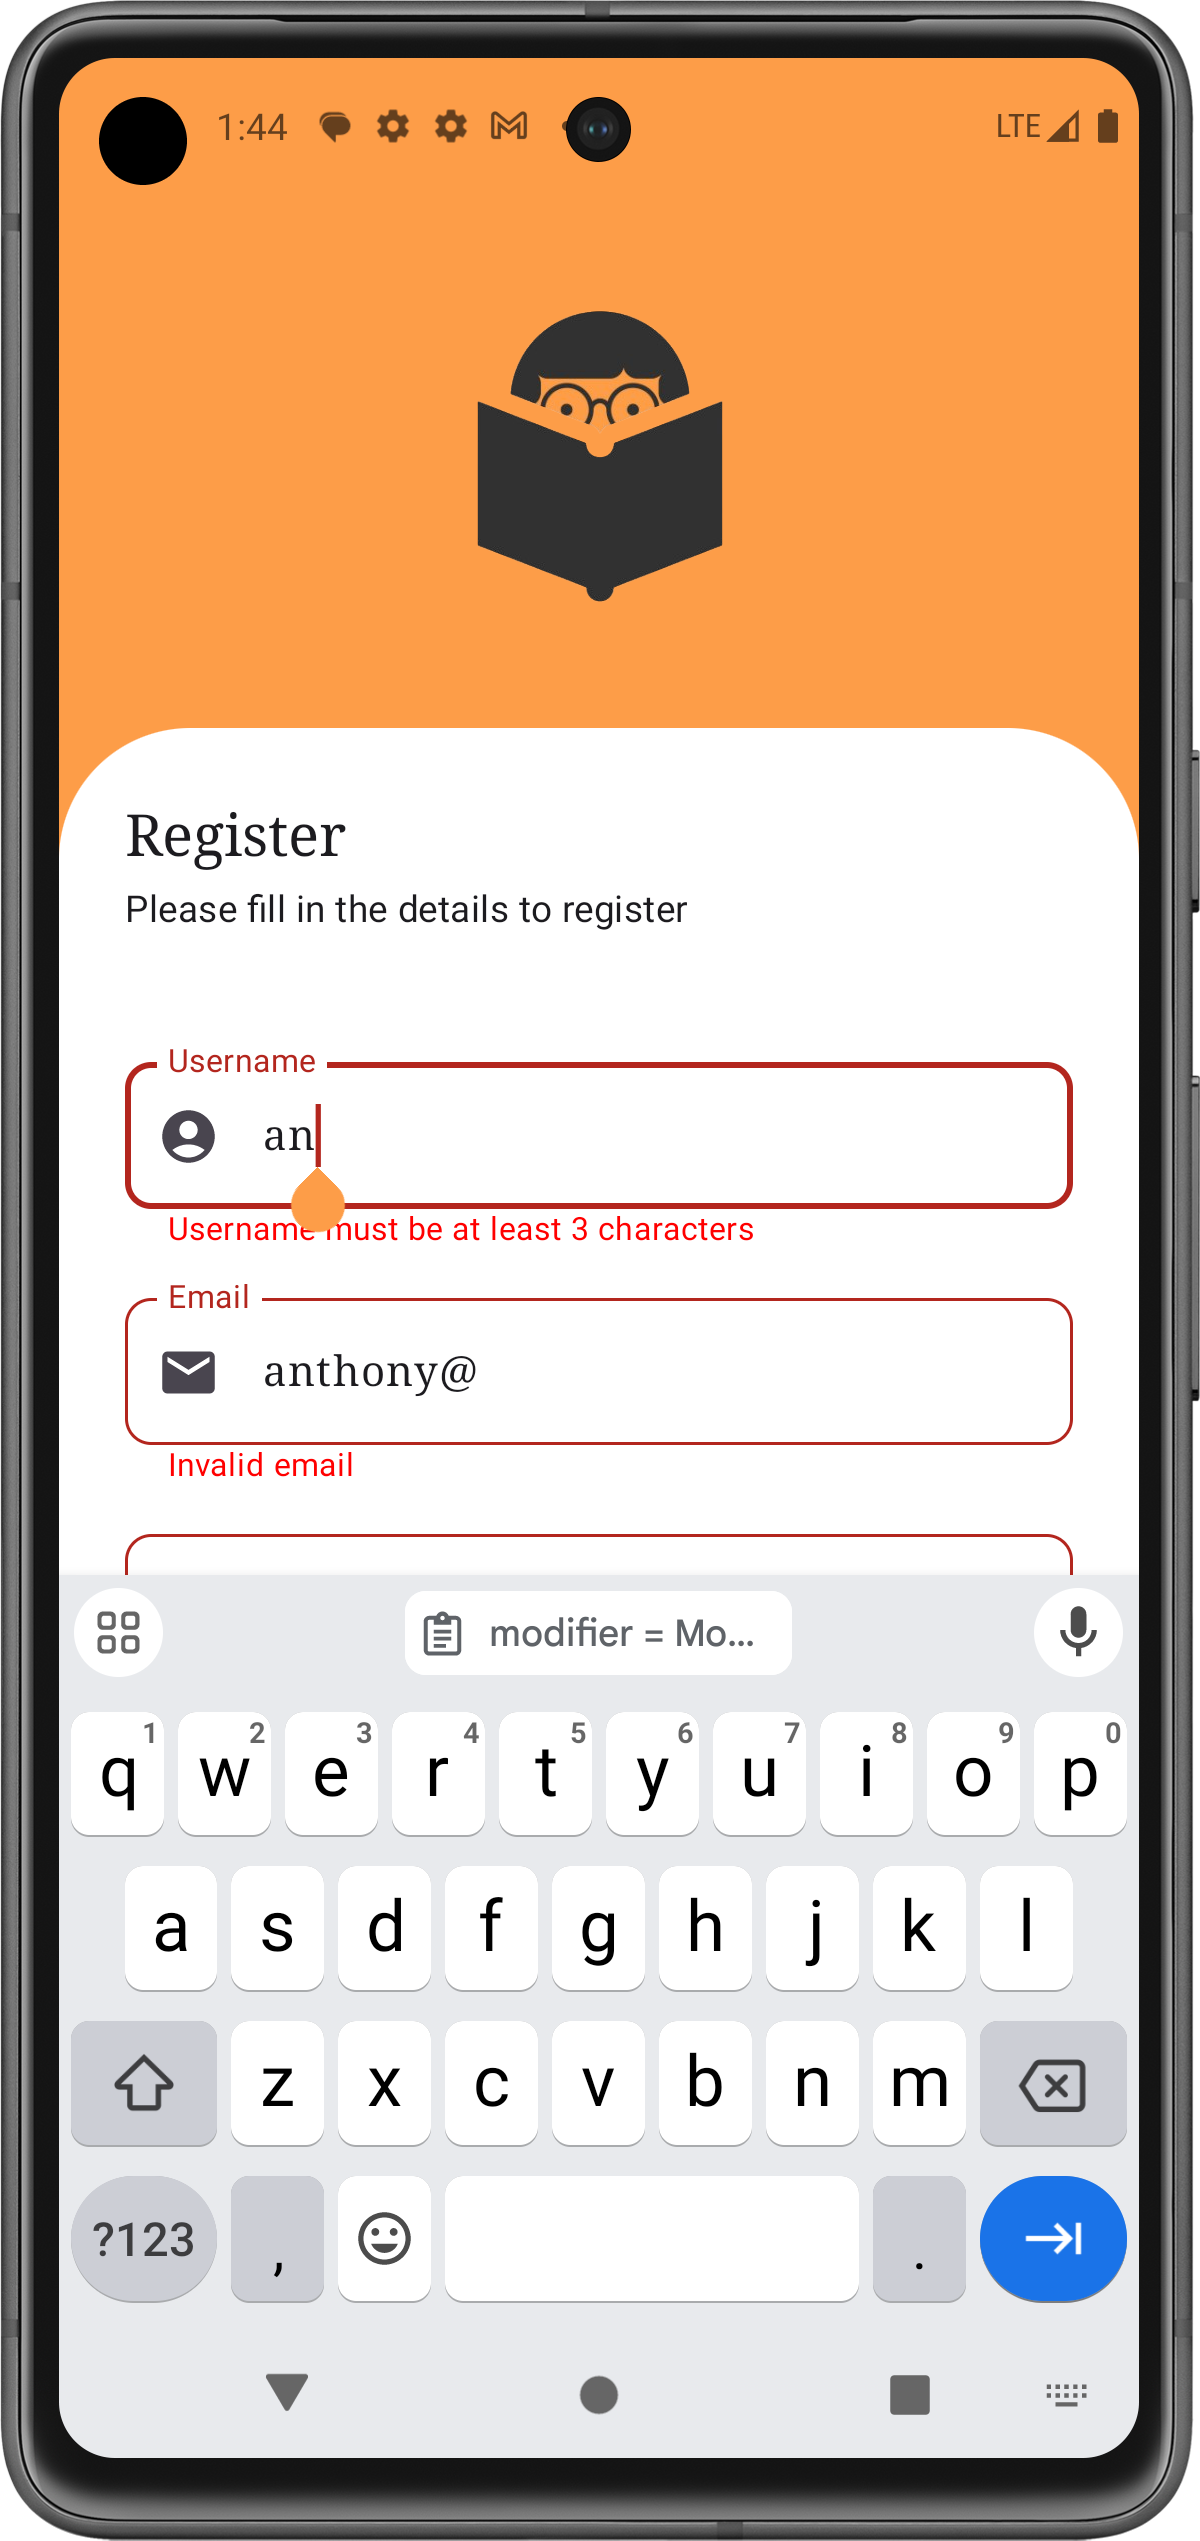 1:44 LTE
Register
Please fill in the details to register
Username
an
Username must be at least 3 characters
Email
anthony@
Invalid email
modifier = Mo...
1 2 3 4 5 6 7 8 9 0
q w e r t y u i o p
a s d f g h j k l
z x c v b n m
?123 , .